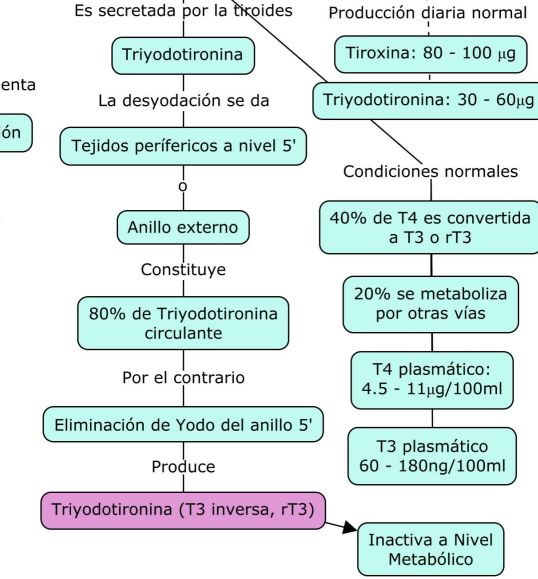 Es secretada por la tiroides
Triyodotironina
La desyodación se da
Tejidos perífericos a nivel 5'
o
Anillo externo
Constituye
80% de Triyodotironina
circulante
Por el contrario
Eliminación de Yodo del anillo 5'
Produce
Triyodotironina (T3 inversa, rT3)
Inactiva a Nivel
Metabólico
Producción diaria normal
Tiroxina: 80 - 100 μg
Triyodotironina: 30 - 60μg
Condiciones normales
40% de T4 es convertida
a T3 o rT3
20% se metaboliza
por otras vías
T4 plasmático:
4.5 - 11μg/100ml
T3 plasmático
60 - 180ng/100ml
enta
ón